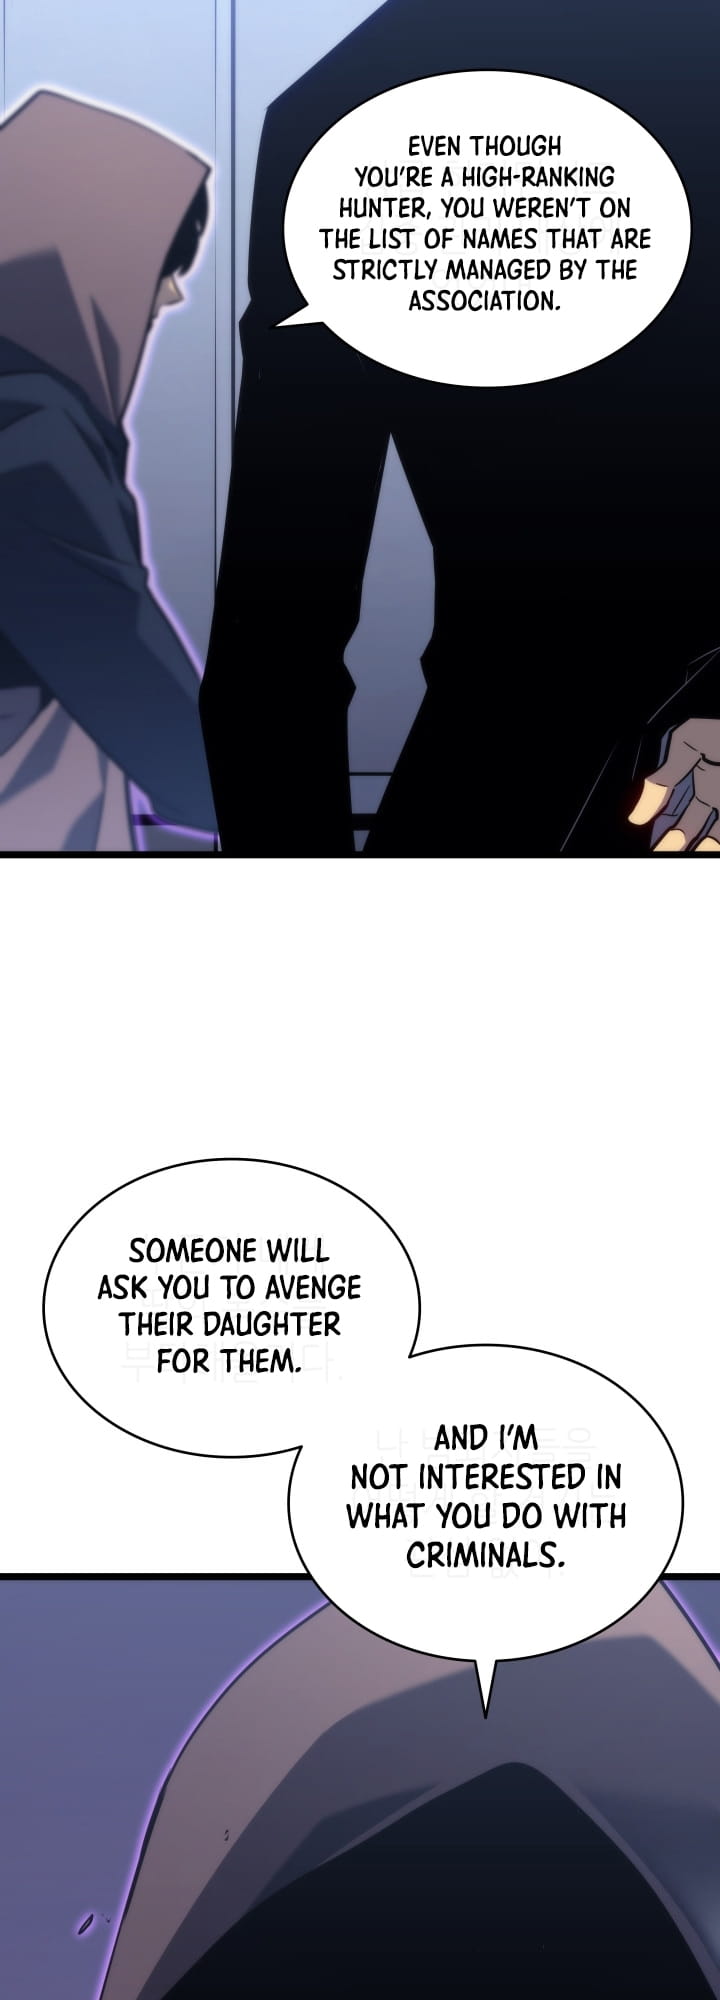 EVEN THOUGH
YOU'RE A HIGH-RANKING
HUNTER, YOU WEREN'T ON
THE LIST OF NAMES THAT ARE
STRICTLY MANAGED BY THE
ASSOCIATION.
SOMEONE WILL
ASK YOU TO AVENGE
THEIR DAUGHTER
FOR THEM.
AND I'M
NOT INTERESTED IN
WHAT YOU DO WITH
CRIMINALS.